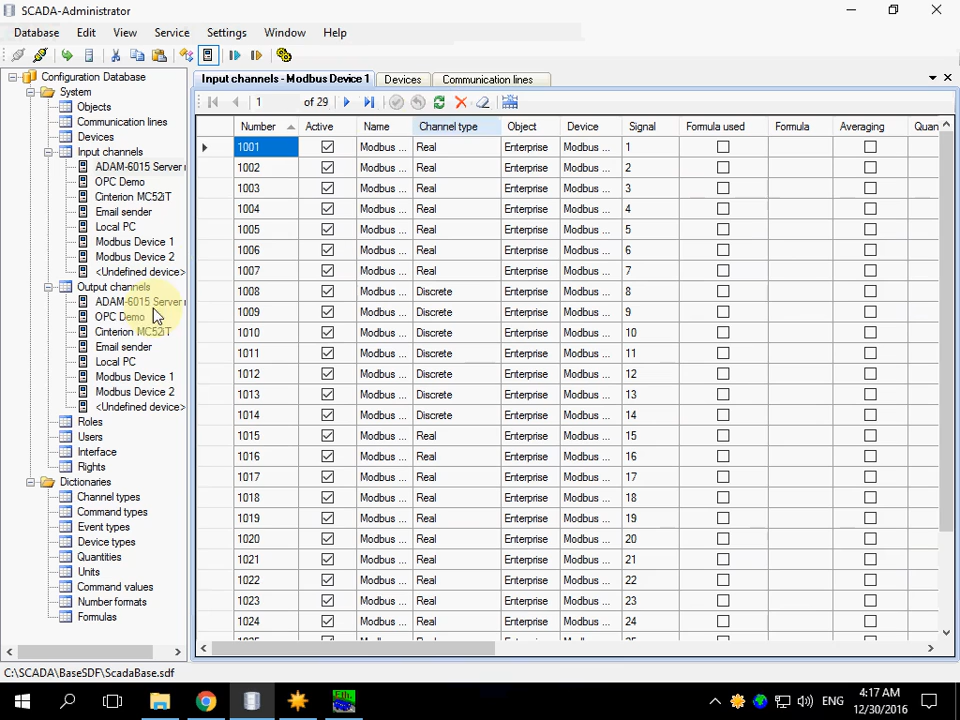 SCADA-Administrator
Database Edit View Service Settings Window Help
Configuration Database
System
Objects
Communication lines
Devices
Input channels
ADAM-6015 Server
OPC Demo
Cinterion MC52iT
Email sender
Local PC
Modbus Device 1
Modbus Device 2
<Undefined device>
Output channels
ADAM-6015 Server
OPC Demo
Cinterion MC52iT
Email sender
Local PC
Modbus Device 1
Modbus Device 2
<Undefined device>
Roles
Users
Interface
Rights
Dictionaries
Channel types
Command types
Event types
Device types
Quantities
Units
Command values
Number formats
Formulas
Input channels - Modbus Device 1 Devices Communication lines
1 of 29
Number Active Name Channel type Object Device Signal Formula used Formula Averaging Quan
1001 Modbus ... Real Enterprise Modbus ... 1
1002 Modbus ... Real Enterprise Modbus ... 2
1003 Modbus ... Real Enterprise Modbus ... 3
1004 Modbus ... Real Enterprise Modbus ... 4
1005 Modbus ... Real Enterprise Modbus ... 5
1006 Modbus ... Real Enterprise Modbus ... 6
1007 Modbus ... Real Enterprise Modbus ... 7
1008 Modbus ... Discrete Enterprise Modbus ... 8
1009 Modbus ... Discrete Enterprise Modbus ... 9
1010 Modbus ... Discrete Enterprise Modbus ... 10
1011 Modbus ... Discrete Enterprise Modbus ... 11
1012 Modbus ... Discrete Enterprise Modbus ... 12
1013 Modbus ... Discrete Enterprise Modbus ... 13
1014 Modbus ... Discrete Enterprise Modbus ... 14
1015 Modbus ... Real Enterprise Modbus ... 15
1016 Modbus ... Real Enterprise Modbus ... 16
1017 Modbus ... Real Enterprise Modbus ... 17
1018 Modbus ... Real Enterprise Modbus ... 18
1019 Modbus ... Real Enterprise Modbus ... 19
1020 Modbus ... Real Enterprise Modbus ... 20
1021 Modbus ... Real Enterprise Modbus ... 21
1022 Modbus ... Real Enterprise Modbus ... 22
1023 Modbus ... Real Enterprise Modbus ... 23
1024 Modbus ... Real Enterprise Modbus ... 24
C:\SCADA\BaseSDF\ScadaBase.sdf
ENG
4:17 AM
12/30/2016